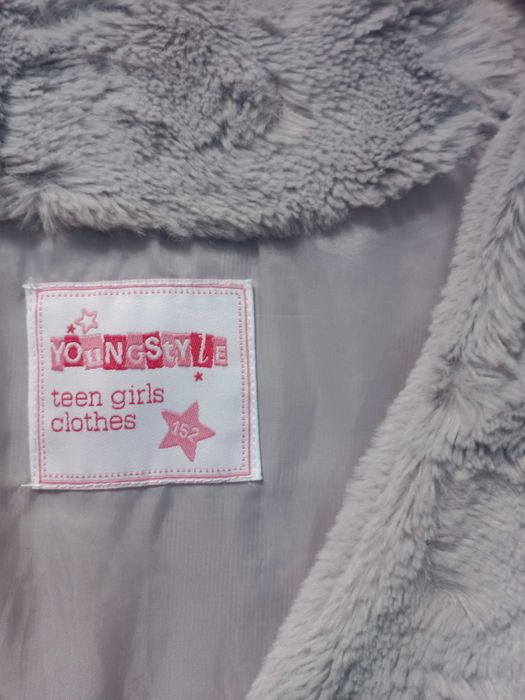 YOUNGSTYLE
teen girls
clothes
152